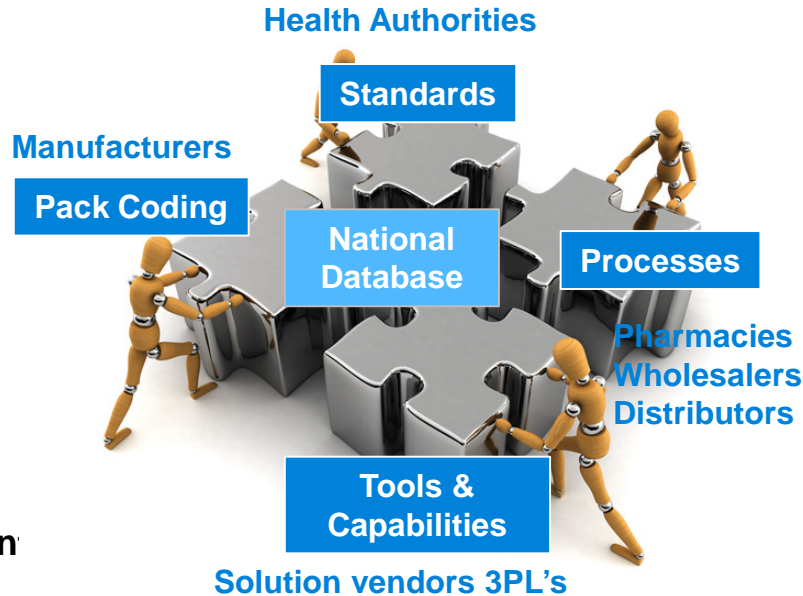 Health Authorities
Standards
Manufacturers
Pack Coding
National
Database
Processes
Pharmacies
Wholesalers
Distributors
Tools &
Capabilities
Solution vendors 3PL's